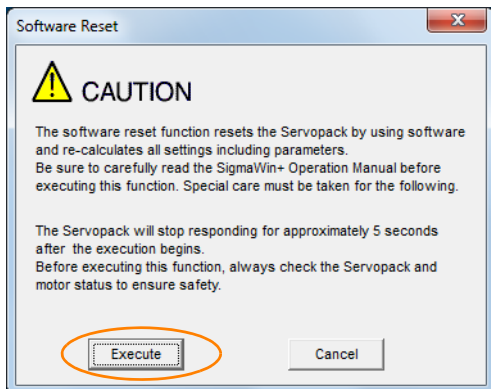 Software Reset
CAUTION
The software reset function resets the Servopack by using software
and re-calculates all settings including parameters.
Be sure to carefully read the SigmaWin+ Operation Manual before
executing this function. Special care must be taken for the following.
The Servopack will stop responding for approximately 5 seconds
after the execution begins.
Before executing this function, always check the Servopack and
motor status to ensure safety.
Execute
Cancel